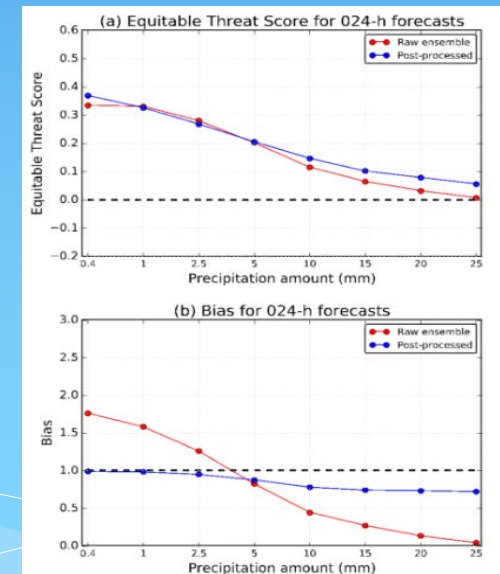 (a) Equitable Threat Score for 024-h forecasts
0.6
0.5
0.4
0.3
0.2
0.1
0.0
−0.1
−0.2
Equitable Threat Score
Raw ensemble
Post-processed
0.4 1 2.5 5 10 15 20 25
Precipitation amount (mm)
(b) Bias for 024-h forecasts
3.0
2.5
2.0
1.5
1.0
0.5
0.0
Bias
Raw ensemble
Post-processed
0.4 1 2.5 5 10 15 20 25
Precipitation amount (mm)